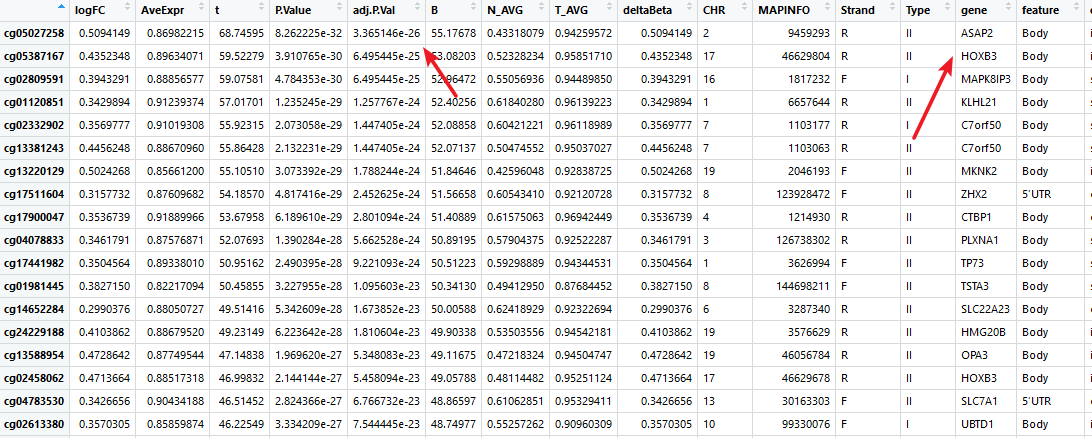 logFC AveExpr t P.Value adj.P.Val B N_AVG T_AVG deltaBeta CHR MAPINFO Strand Type gene feature
cg05027258 0.5094149 0.86982215 68.74595 8.262225e-32 3.365146e-26 55.17678 0.43318079 0.94259572 0.5094149 2 9459293 R II ASAP2 Body
cg05387167 0.4352348 0.89634071 59.52279 3.910765e-30 6.495445e-25 53.08203 0.52328234 0.95851710 0.4352348 17 46629804 R II HOXB3 Body
cg02809591 0.3943291 0.88856577 59.07581 4.784353e-30 6.495445e-25 52.96472 0.55056936 0.94489850 0.3943291 16 1817232 F I MAPK8IP3 Body
cg01120851 0.3429894 0.91239374 57.01701 1.235245e-29 1.257767e-24 52.40256 0.61840280 0.96139223 0.3429894 1 6657644 R II KLHL21 Body
cg02332902 0.3569777 0.91019308 55.92315 2.073058e-29 1.447405e-24 52.08858 0.60421221 0.96118989 0.3569777 7 1103177 R I C7orf50 Body
cg13381243 0.4456248 0.88670960 55.86428 2.132231e-29 1.447405e-24 52.07137 0.50474552 0.95037027 0.4456248 7 1103063 R II C7orf50 Body
cg13220129 0.5024268 0.85661200 55.10510 3.073392e-29 1.788244e-24 51.84646 0.42596048 0.92838725 0.5024268 19 2046193 F II MKNK2 Body
cg17511604 0.3157732 0.87609682 54.18570 4.817416e-29 2.452625e-24 51.56658 0.60543410 0.92120728 0.3157732 8 123928472 F II ZHX2 5'UTR
cg17900047 0.3536739 0.91889966 53.67958 6.189610e-29 2.801094e-24 51.40889 0.61575063 0.96942449 0.3536739 4 1214930 R II CTBP1 Body
cg04078833 0.3461791 0.87576871 52.07693 1.390284e-28 5.662528e-24 50.89195 0.57904375 0.92522287 0.3461791 3 126738302 R II PLXNA1 Body
cg17441982 0.3504564 0.89338010 50.95162 2.490395e-28 9.221093e-24 50.51223 0.59298889 0.94344531 0.3504564 1 3626994 F II TP73 Body
cg01981445 0.3827150 0.82217094 50.45855 3.227955e-28 1.095603e-23 50.34130 0.49412950 0.87684452 0.3827150 8 144698211 F II TSTA3 Body
cg14652284 0.2990376 0.88050727 49.51416 5.342609e-28 1.673852e-23 50.00588 0.62418929 0.92322694 0.2990376 6 3287340 R II SLC22A23 Body
cg24229188 0.4103862 0.88679520 49.23149 6.223642e-28 1.810604e-23 49.90338 0.53503556 0.94542181 0.4103862 19 3576629 R II HMG20B Body
cg13588954 0.4728642 0.87749544 47.14838 1.969620e-27 5.348083e-23 49.11675 0.47218324 0.94504747 0.4728642 19 46056784 R II OPA3 Body
cg02458062 0.4713664 0.88517318 46.99832 2.144144e-27 5.458094e-23 49.05788 0.48114482 0.95251124 0.4713664 17 46629678 R II HOXB3 Body
cg04783530 0.3426656 0.90434188 46.51452 2.824366e-27 6.766732e-23 48.86597 0.61062851 0.95329411 0.3426656 13 30163303 F II SLC7A1 5'UTR
cg02613380 0.3570305 0.85859874 46.22549 3.334209e-27 7.544445e-23 48.74977 0.55257262 0.90960309 0.3570305 10 99330076 F I UBTD1 Body